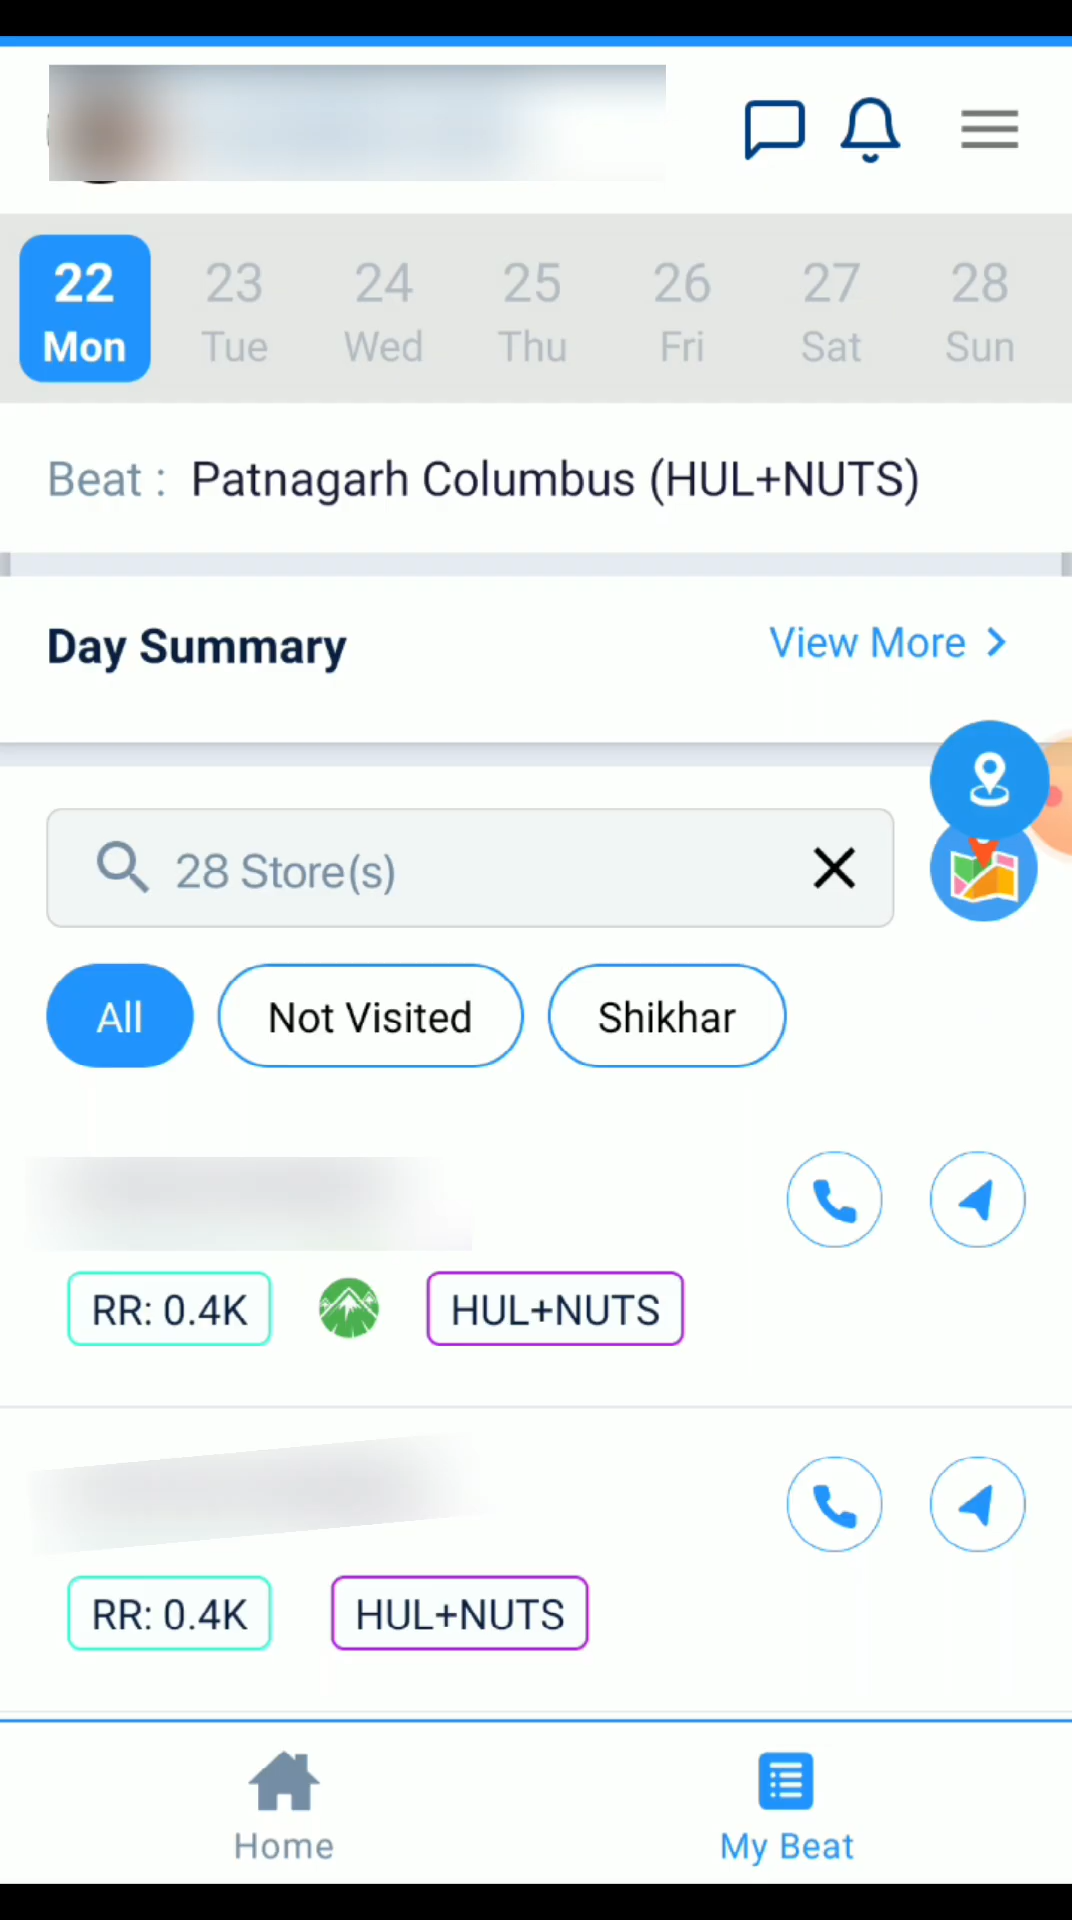 22 23 24 25 26 27 28
Mon Tue Wed Thu Fri Sat Sun
Beat : Patnagarh Columbus (HUL+NUTS)
Day Summary View More
28 Store(s)
All Not Visited Shikhar
RR: 0.4K HUL+NUTS
RR: 0.4K HUL+NUTS
Home My Beat